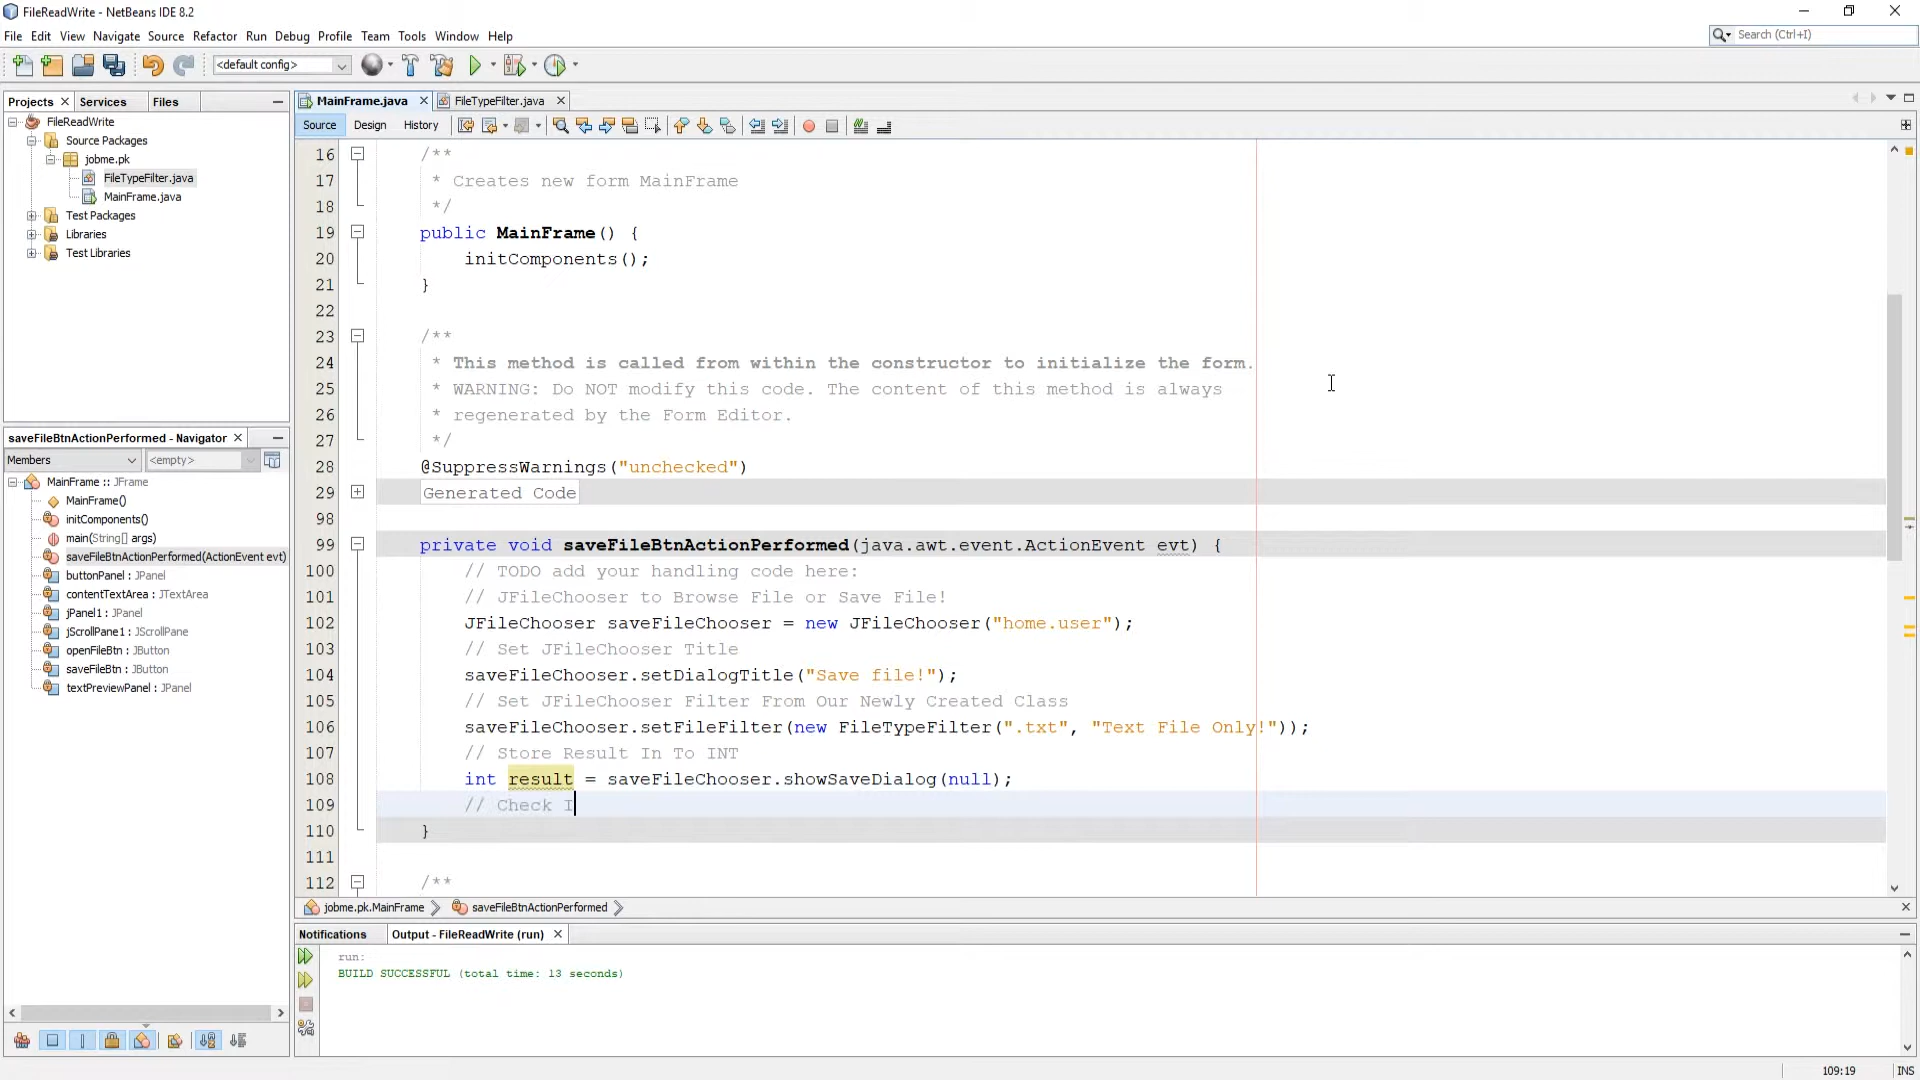 FileReadWrite - NetBeans IDE 8.2
File Edit View Navigate Source Refactor Run Debug Profile Team Tools Window Help
Search (Ctrl+I)
<default config>
Projects Services Files
FileReadWrite
Source Packages
jobme.pk
FileTypeFilter.java
MainFrame.java
Test Packages
Libraries
Test Libraries
saveFileBtnActionPerformed - Navigator
Members <empty>
MainFrame :: JFrame
MainFrame()
initComponents()
main(String[] args)
saveFileBtnActionPerformed(ActionEvent evt)
buttonPanel : JPanel
contentTextArea : JTextArea
jPanel1 : JPanel
jScrollPane1 : JScrollPane
openFileBtn : JButton
saveFileBtn : JButton
textPreviewPanel : JPanel
MainFrame.java FileTypeFilter.java
Source Design History
16 /**
17 * Creates new form MainFrame
18 */
19 public MainFrame() {
20 initComponents();
21 }
22
23 /**
24 * This method is called from within the constructor to initialize the form.
25 * WARNING: Do NOT modify this code. The content of this method is always
26 * regenerated by the Form Editor.
27 */
28 @SuppressWarnings("unchecked")
29 Generated Code
98
99 private void saveFileBtnActionPerformed(java.awt.event.ActionEvent evt) {
100 // TODO add your handling code here:
101 // JFileChooser to Browse File or Save File!
102 JFileChooser saveFileChooser = new JFileChooser("home.user");
103 // Set JFileChooser Title
104 saveFileChooser.setDialogTitle("Save file!");
105 // Set JFileChooser Filter From Our Newly Created Class
106 saveFileChooser.setFileFilter(new FileTypeFilter(".txt", "Text File Only!"));
107 // Store Result In To INT
108 int result = saveFileChooser.showSaveDialog(null);
109 // Check I
110 }
111
112 /**
jobme.pk.MainFrame saveFileBtnActionPerformed
Notifications Output - FileReadWrite (run)
run:
BUILD SUCCESSFUL (total time: 13 seconds)
109:19 INS